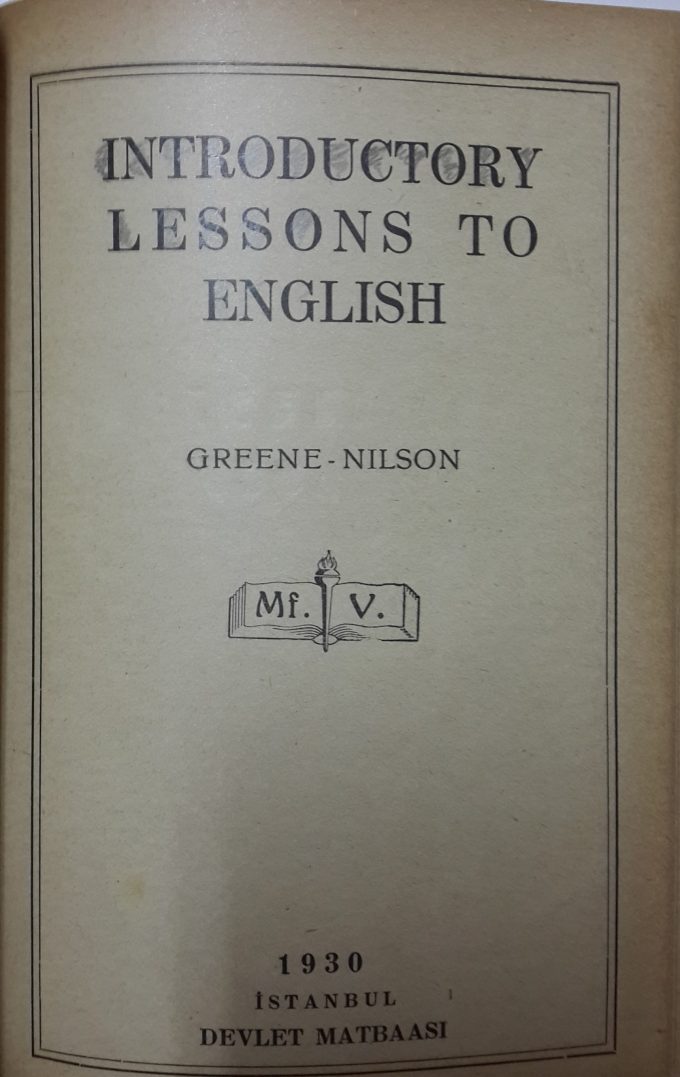 INTRODUCTORY
LESSONS TO
ENGLISH
GREENE - NILSON
Mf. V.
1930
İSTANBUL
DEVLET MATBAASI